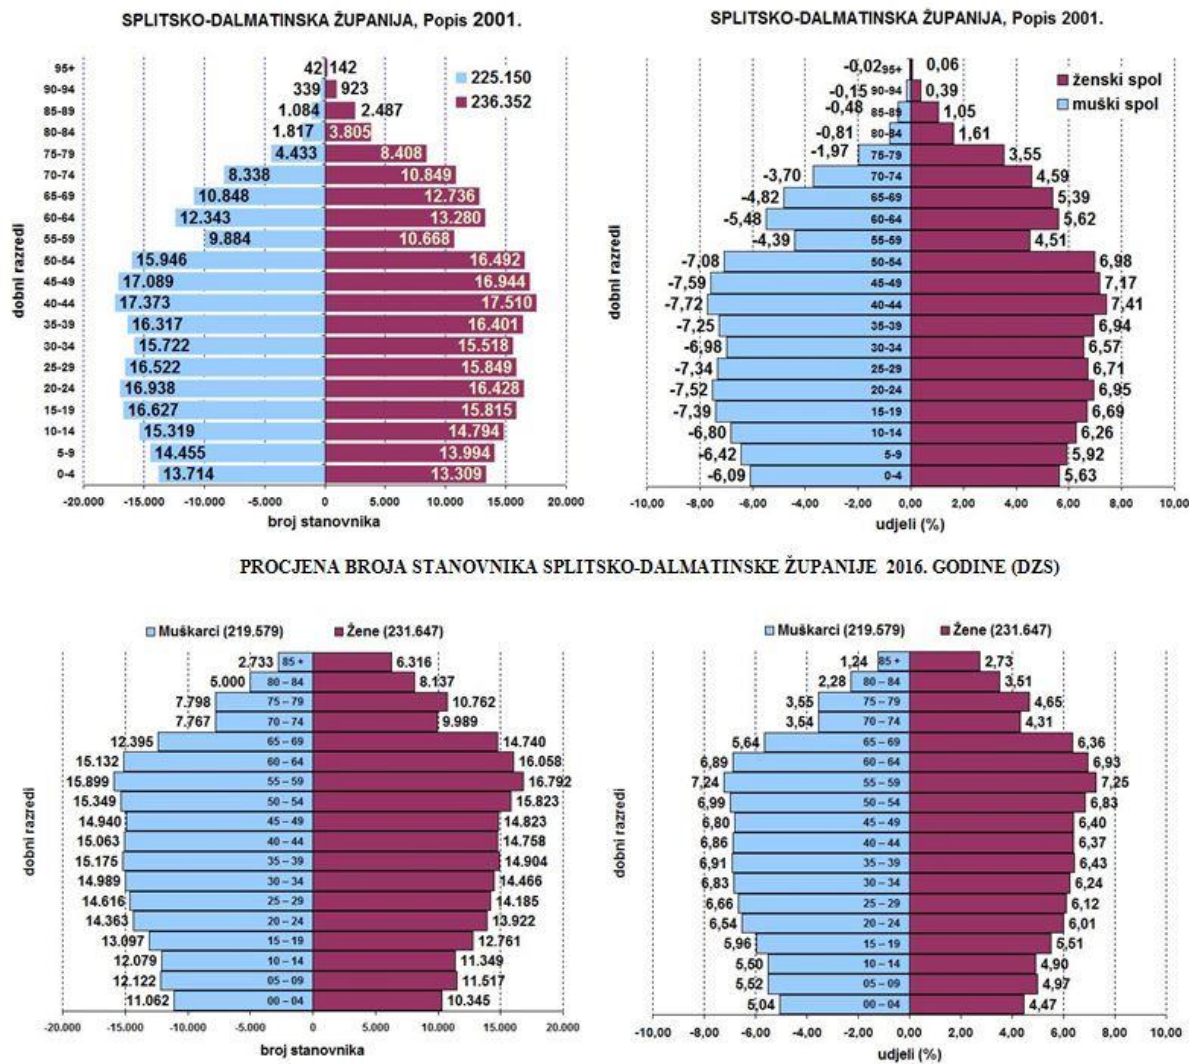 SPLITSKO-DALMATINSKA ŽUPANIJA, Popis 2001.
95+ 42 142
90-94 339 923
85-89 1.084 2.487
80-84 1.817 3.805
75-79 4.433 8.408
70-74 8.338 10.849
65-69 10.848 12.736
60-64 12.343 13.280
55-59 9.884 10.668
50-54 15.946 16.492
45-49 17.089 16.944
40-44 17.373 17.510
35-39 16.317 16.401
30-34 15.722 15.518
25-29 16.522 15.849
20-24 16.938 16.428
15-19 16.627 15.815
10-14 15.319 14.794
5-9 14.455 13.994
0-4 13.714 13.309
225.150
236.352
dobni razredi
-20.000 -15.000 -10.000 -5.000 0 5.000 10.000 15.000 20.000
broj stanovnika
SPLITSKO-DALMATINSKA ŽUPANIJA, Popis 2001.
-0,02 95+ 0,06
-0,15 90-94 0,39
-0,48 85-89 1,05
-0,81 80-84 1,61
-1,97 75-79 3,55
-3,70 70-74 4,59
-4,82 65-69 5,39
-5,48 60-64 5,62
-4,39 55-59 4,51
-7,08 50-54 6,98
-7,59 45-49 7,17
-7,72 40-44 7,41
-7,25 35-39 6,94
-6,98 30-34 6,57
-7,34 25-29 6,71
-7,52 20-24 6,95
-7,39 15-19 6,69
-6,80 10-14 6,26
-6,42 5-9 5,92
-6,09 0-4 5,63
ženski spol
muški spol
dobni razredi
-10,00 -8,00 -6,00 -4,00 -2,00 0,00 2,00 4,00 6,00 8,00 10,00
udjeli (%)
PROCJENA BROJA STANOVNIKA SPLITSKO-DALMATINSKE ŽUPANIJE 2016. GODINE (DZS)
Muškarci (219.579) Žene (231.647)
2.733 85 + 6.316
5.000 80 – 84 8.137
7.798 75 – 79 10.762
7.767 70 – 74 9.989
12.395 65 – 69 14.740
15.132 60 – 64 16.058
15.899 55 – 59 16.792
15.349 50 – 54 15.823
14.940 45 – 49 14.823
15.063 40 – 44 14.758
15.175 35 – 39 14.904
14.989 30 – 34 14.466
14.616 25 – 29 14.185
14.363 20 – 24 13.922
13.097 15 – 19 12.761
12.079 10 – 14 11.349
12.122 05 – 09 11.517
11.062 00 – 04 10.345
dobni razredi
-20.000 -15.000 -10.000 -5.000 0 5.000 10.000 15.000 20.000
broj stanovnika
Muškarci (219.579) Žene (231.647)
1,24 85 + 2,73
2,28 80 – 84 3,51
3,55 75 – 79 4,65
3,54 70 – 74 4,31
5,64 65 – 69 6,36
6,89 60 – 64 6,93
7,24 55 – 59 7,25
6,99 50 – 54 6,83
6,80 45 – 49 6,40
6,86 40 – 44 6,37
6,91 35 – 39 6,43
6,83 30 – 34 6,24
6,66 25 – 29 6,12
6,54 20 – 24 6,01
5,96 15 – 19 5,51
5,50 10 – 14 4,90
5,52 05 – 09 4,97
5,04 00 – 04 4,47
dobni razredi
-10,00 -8,00 -6,00 -4,00 -2,00 0,00 2,00 4,00 6,00 8,00 10,00
udjeli (%)